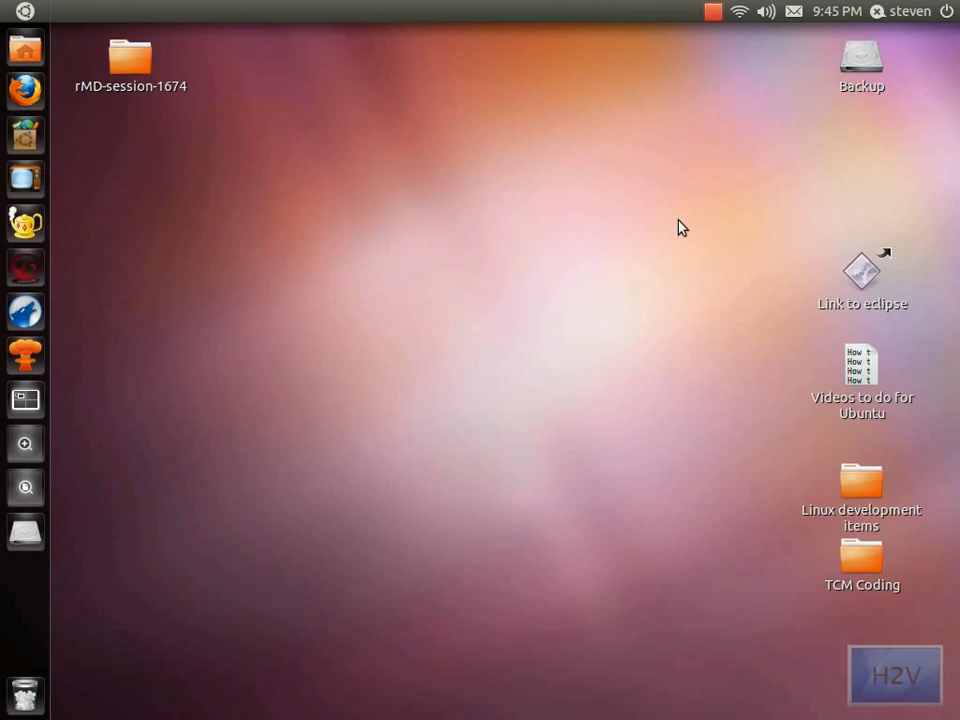 9:45 PM steven
rMD-session-1674
Backup
Link to eclipse
How t
How t
How t
How t
Videos to do for
Ubuntu
Linux development
items
TCM Coding
H2V